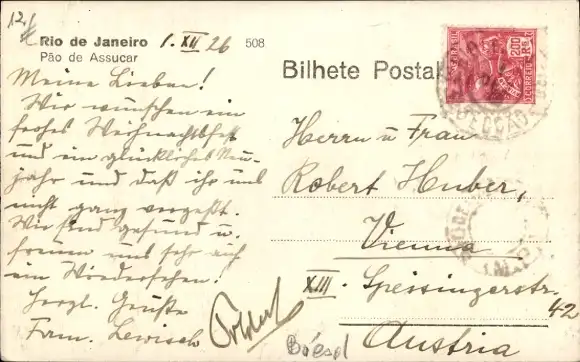 12.
Rio de Janeiro 1. XII 26 508
Pão de Assucar
Bilhete Postal
200 Rs
CORREIO
Meine Lieben!
Wir wünschen ein
frohes Weihnachtsfest
und ein glückliches Neu-
jahr und daß ihr uns
nicht ganz vergeßt.
Wir sind gesund u.
freuen uns sehr auf
ein Wiedersehen!
Herzl. Grüße
Fam. Lewisch
Herrn u Frau
Robert Huber,
Vienna
XIII. Speisingerstr.
42
Austria